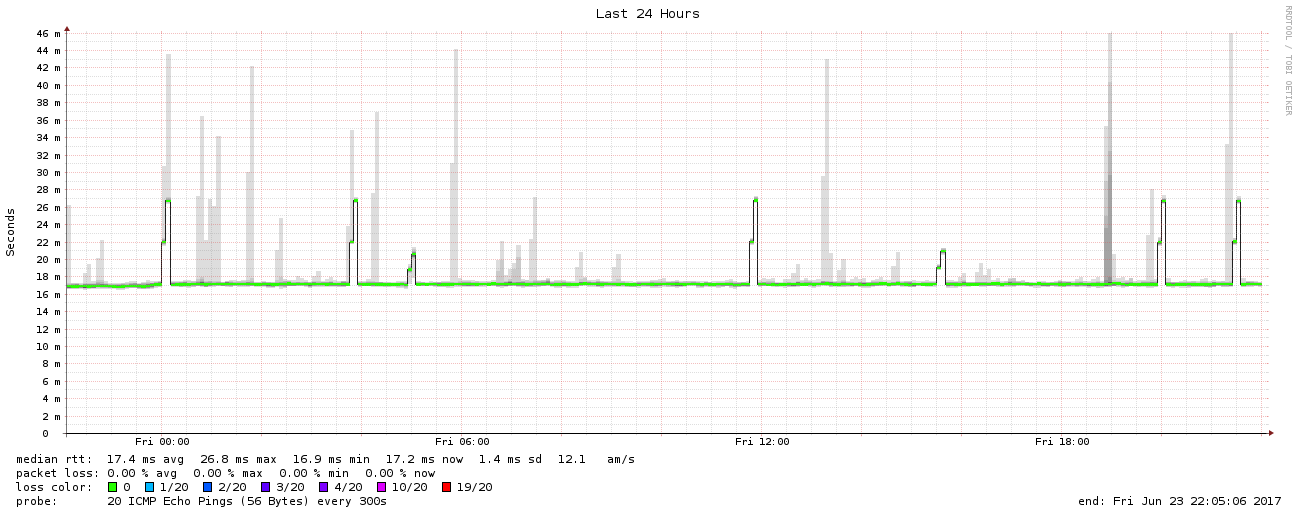 Last 24 Hours
RRDTOOL / TOBI OETIKER
Seconds
46 m
44 m
42 m
40 m
38 m
36 m
34 m
32 m
30 m
28 m
26 m
24 m
22 m
20 m
18 m
16 m
14 m
12 m
10 m
8 m
6 m
4 m
2 m
0
Fri 00:00 Fri 06:00 Fri 12:00 Fri 18:00
median rtt: 17.4 ms avg 26.8 ms max 16.9 ms min 17.2 ms now 1.4 ms sd 12.1 am/s
packet loss: 0.00 % avg 0.00 % max 0.00 % min 0.00 % now
loss color: 0 1/20 2/20 3/20 4/20 10/20 19/20
probe: 20 ICMP Echo Pings (56 Bytes) every 300s end: Fri Jun 23 22:05:06 2017